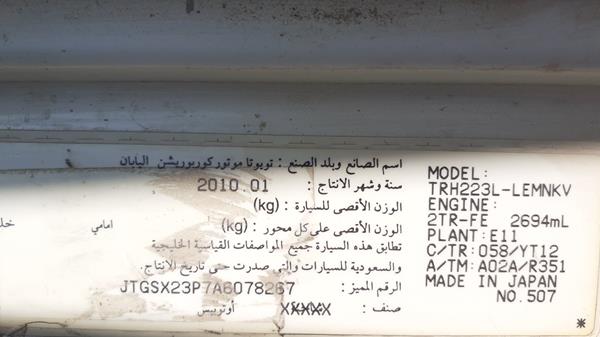 اسم الصانع وبلد الصنع : تويوتا موتور كوربوريشن اليابان
سنة وشهر الانتاج : 2010.01
الوزن الأقصى للسيارة : (kg)
الوزن الأقصى على كل محور : (kg) امامي
تطابق هذه السيارة جميع المواصفات القياسية الخليجية
والسعودية للسيارات والتي صدرت حتى تاريخ الانتاج.
الرقم المميز : JTGSX23P7A6078267
صنف : XXXXX أوتوبيس
MODEL:
TRH223L-LEMNKV
ENGINE:
2TR-FE 2694mL
PLANT:E11
C/TR:058/YT12
A/TM:A02A/R351
MADE IN JAPAN
NO.507
*